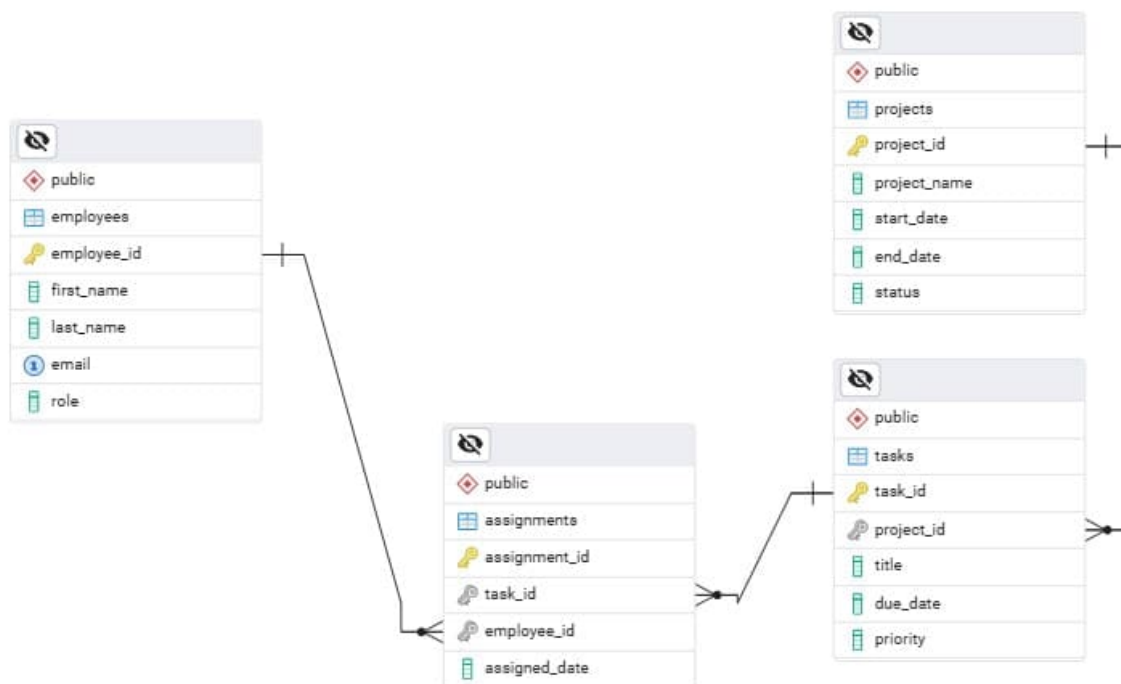 public
employees
employee_id
first_name
last_name
email
role
public
assignments
assignment_id
task_id
employee_id
assigned_date
public
projects
project_id
project_name
start_date
end_date
status
public
tasks
task_id
project_id
title
due_date
priority